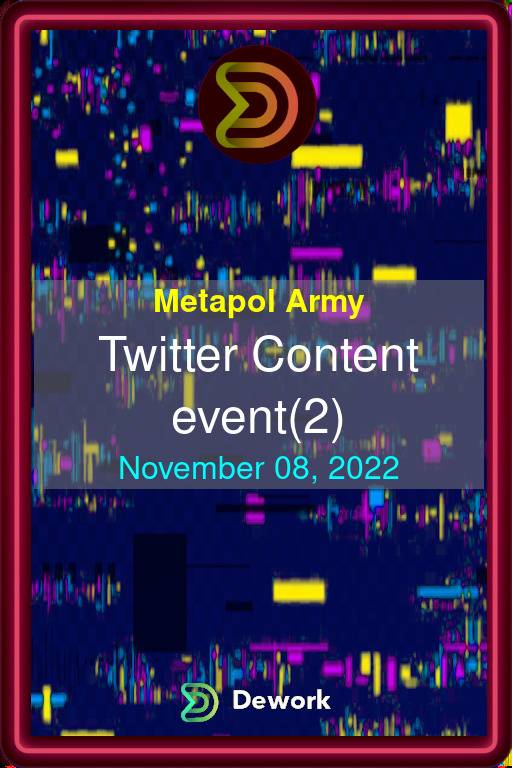 Metapol Army
Twitter Content
event(2)
November 08, 2022
Dework